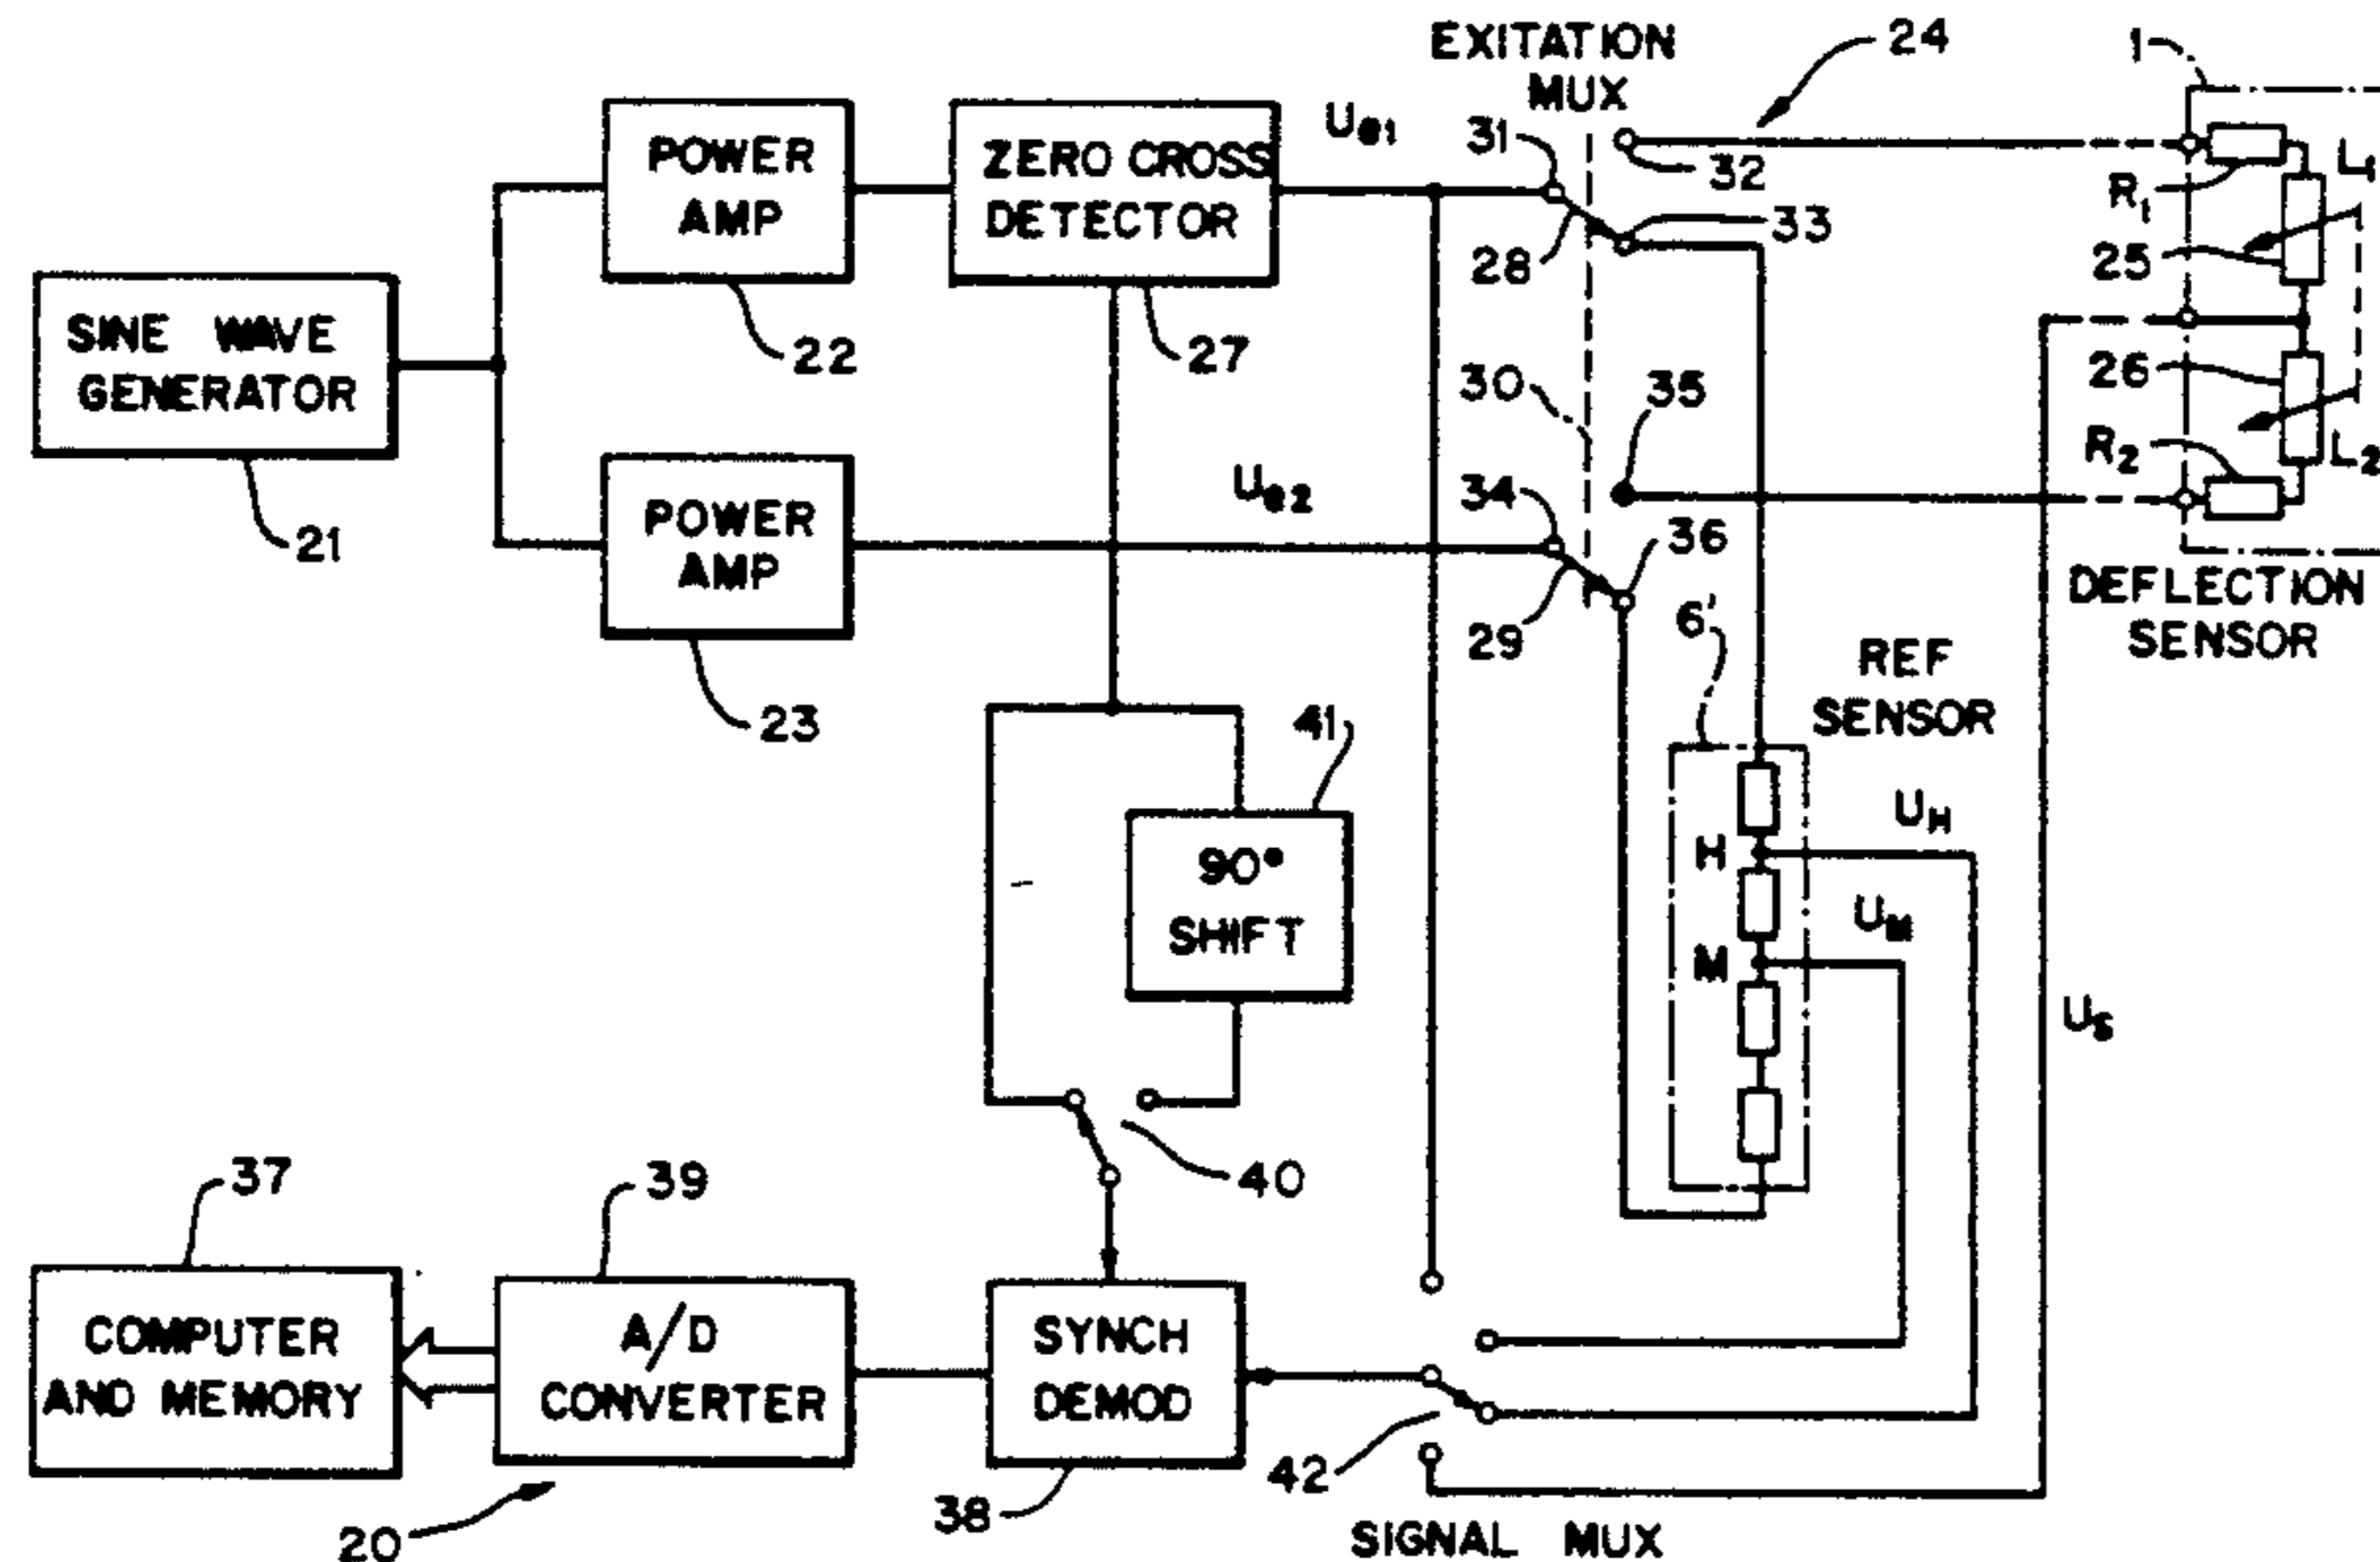 EXITATION
MUX
24
1
POWER
AMP
ZERO CROSS
DETECTOR
Ue1
31
32
R1
L1
33
28
25
SINE WAVE
GENERATOR
22
27
30
35
26
R2
L2
POWER
AMP
Ue2
34
36
21
29
6'
DEFLECTION
SENSOR
REF
SENSOR
23
41
90°
SHIFT
H
UH
M
UM
US
40
37
39
COMPUTER
AND MEMORY
A/D
CONVERTER
SYNCH
DEMOD
42
20
38
SIGNAL MUX